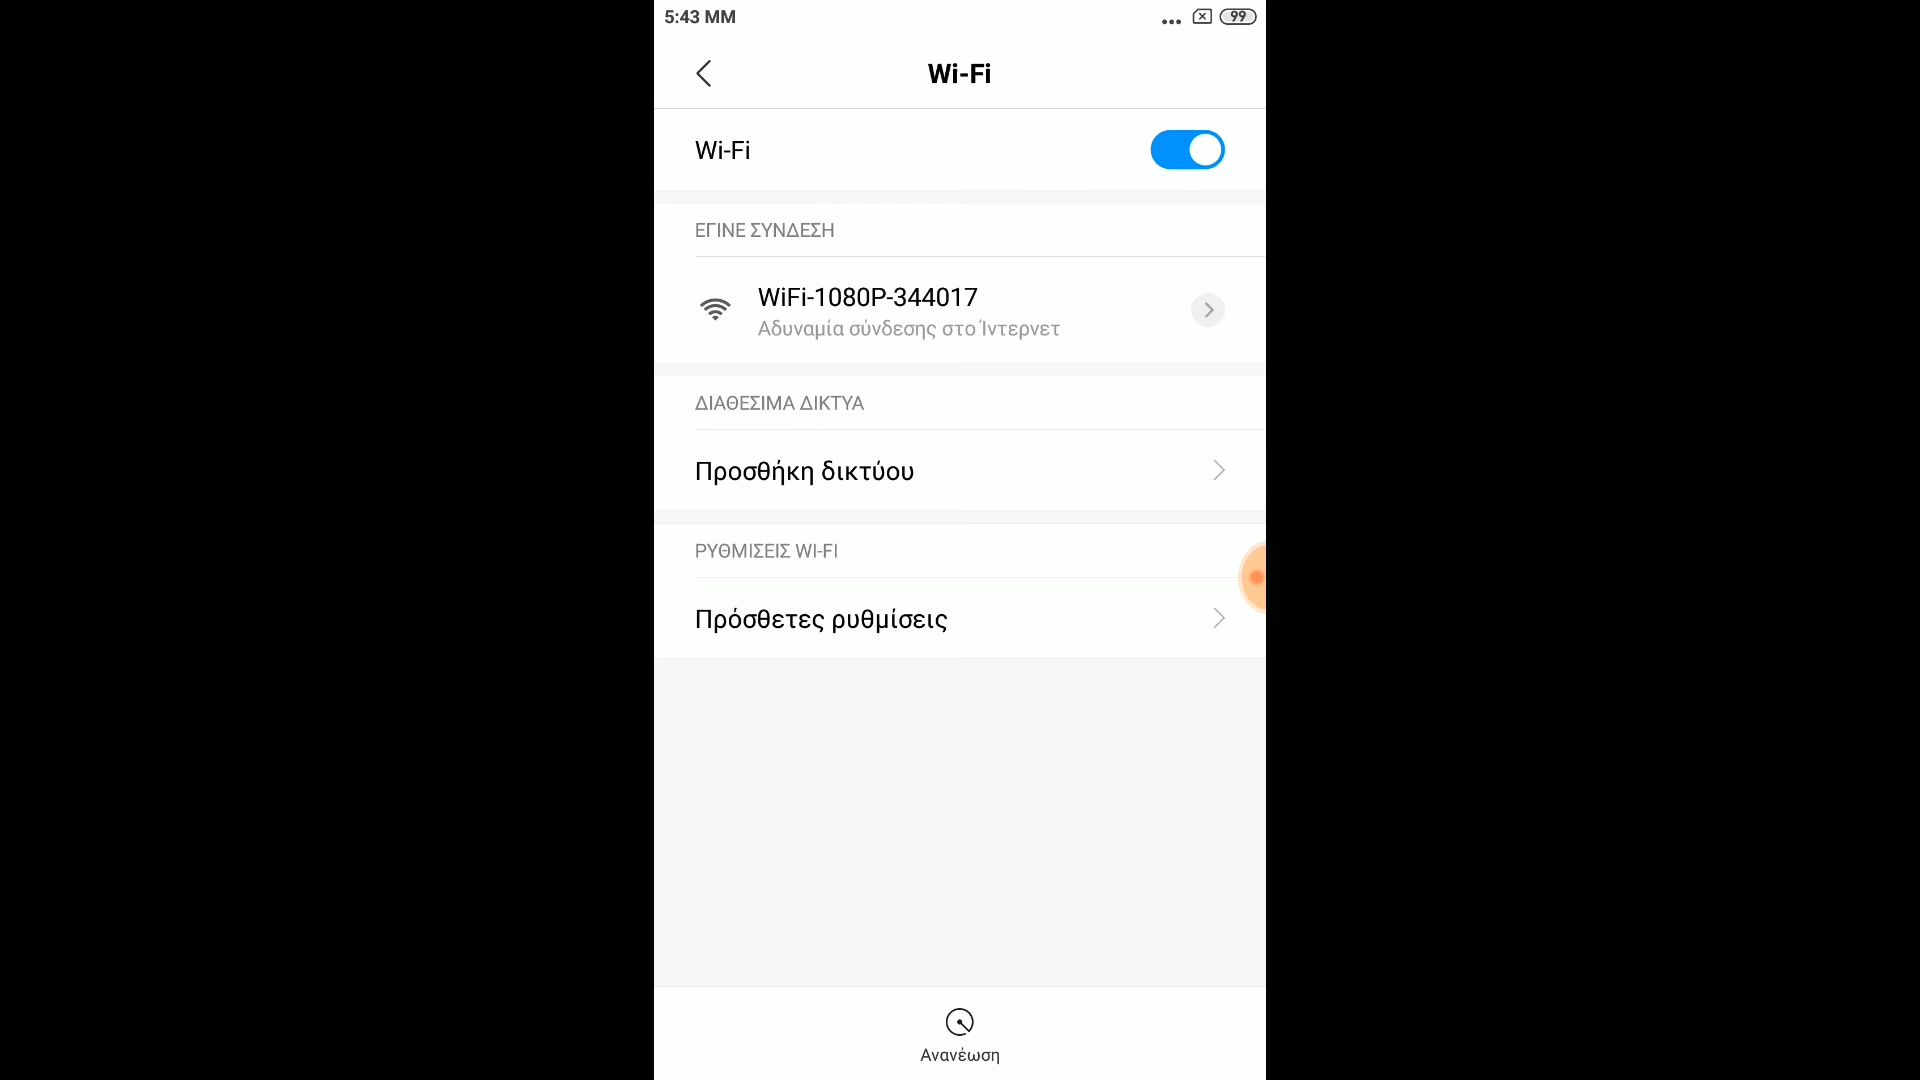 5:43 ΜΜ
99
Wi-Fi
Wi-Fi
ΕΓΙΝΕ ΣΥΝΔΕΣΗ
WiFi-1080P-344017
Αδυναμία σύνδεσης στο Ίντερνετ
ΔΙΑΘΕΣΙΜΑ ΔΙΚΤΥΑ
Προσθήκη δικτύου
ΡΥΘΜΙΣΕΙΣ WI-FI
Πρόσθετες ρυθμίσεις
Ανανέωση